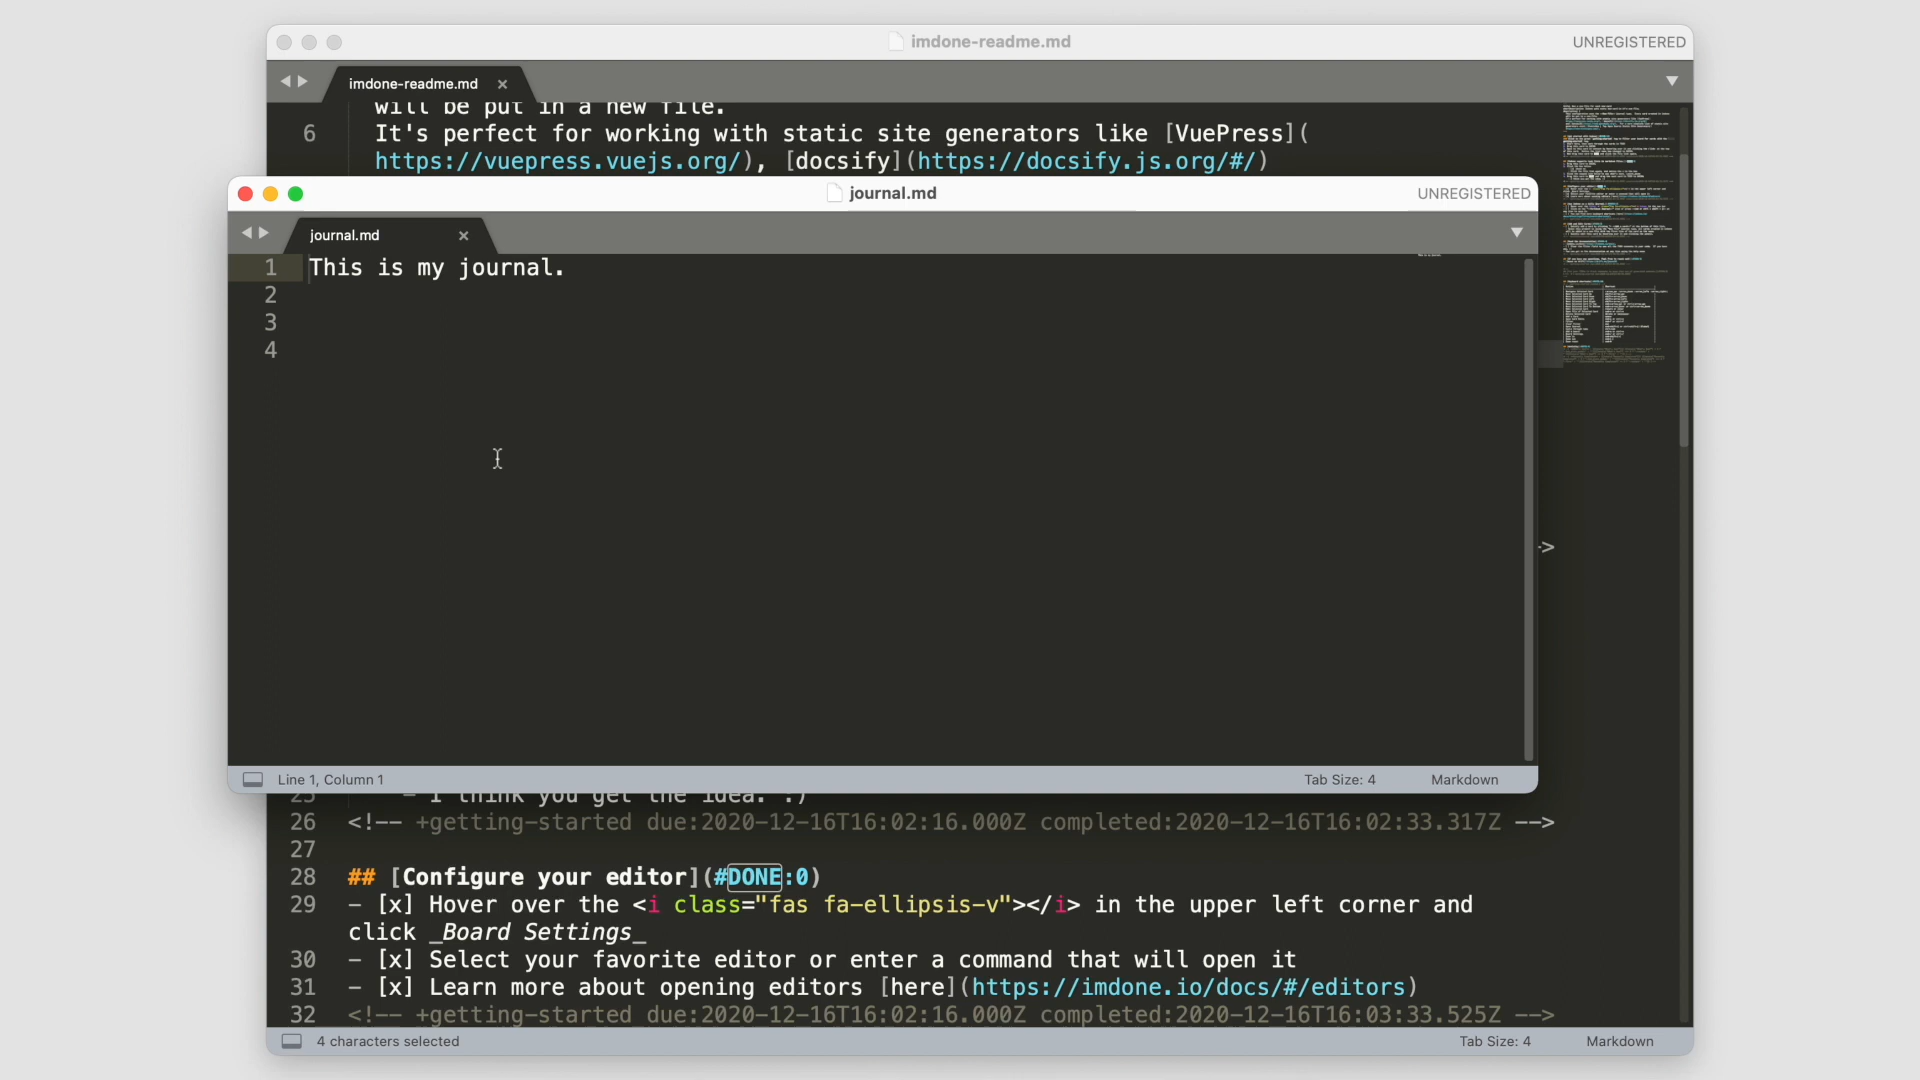 imdone-readme.md
UNREGISTERED
imdone-readme.md ×
will be put in a new file.
6 It's perfect for working with static site generators like [VuePress](
https://vuepress.vuejs.org/), [docsify](https://docsify.js.org/#/)
journal.md
UNREGISTERED
journal.md ×
1 This is my journal.
2
3
4
->
Line 1, Column 1
Tab Size: 4
Markdown
25 - I think you get the idea. :)
26 <!-- +getting-started due:2020-12-16T16:02:16.000Z completed:2020-12-16T16:02:33.317Z -->
27
28 ## [Configure your editor](#DONE:0)
29 - [x] Hover over the <i class="fas fa-ellipsis-v"></i> in the upper left corner and
click _Board Settings_
30 - [x] Select your favorite editor or enter a command that will open it
31 - [x] Learn more about opening editors [here](https://imdone.io/docs/#/editors)
32 <!-- +getting-started due:2020-12-16T16:02:16.000Z completed:2020-12-16T16:03:33.525Z -->
4 characters selected
Tab Size: 4
Markdown